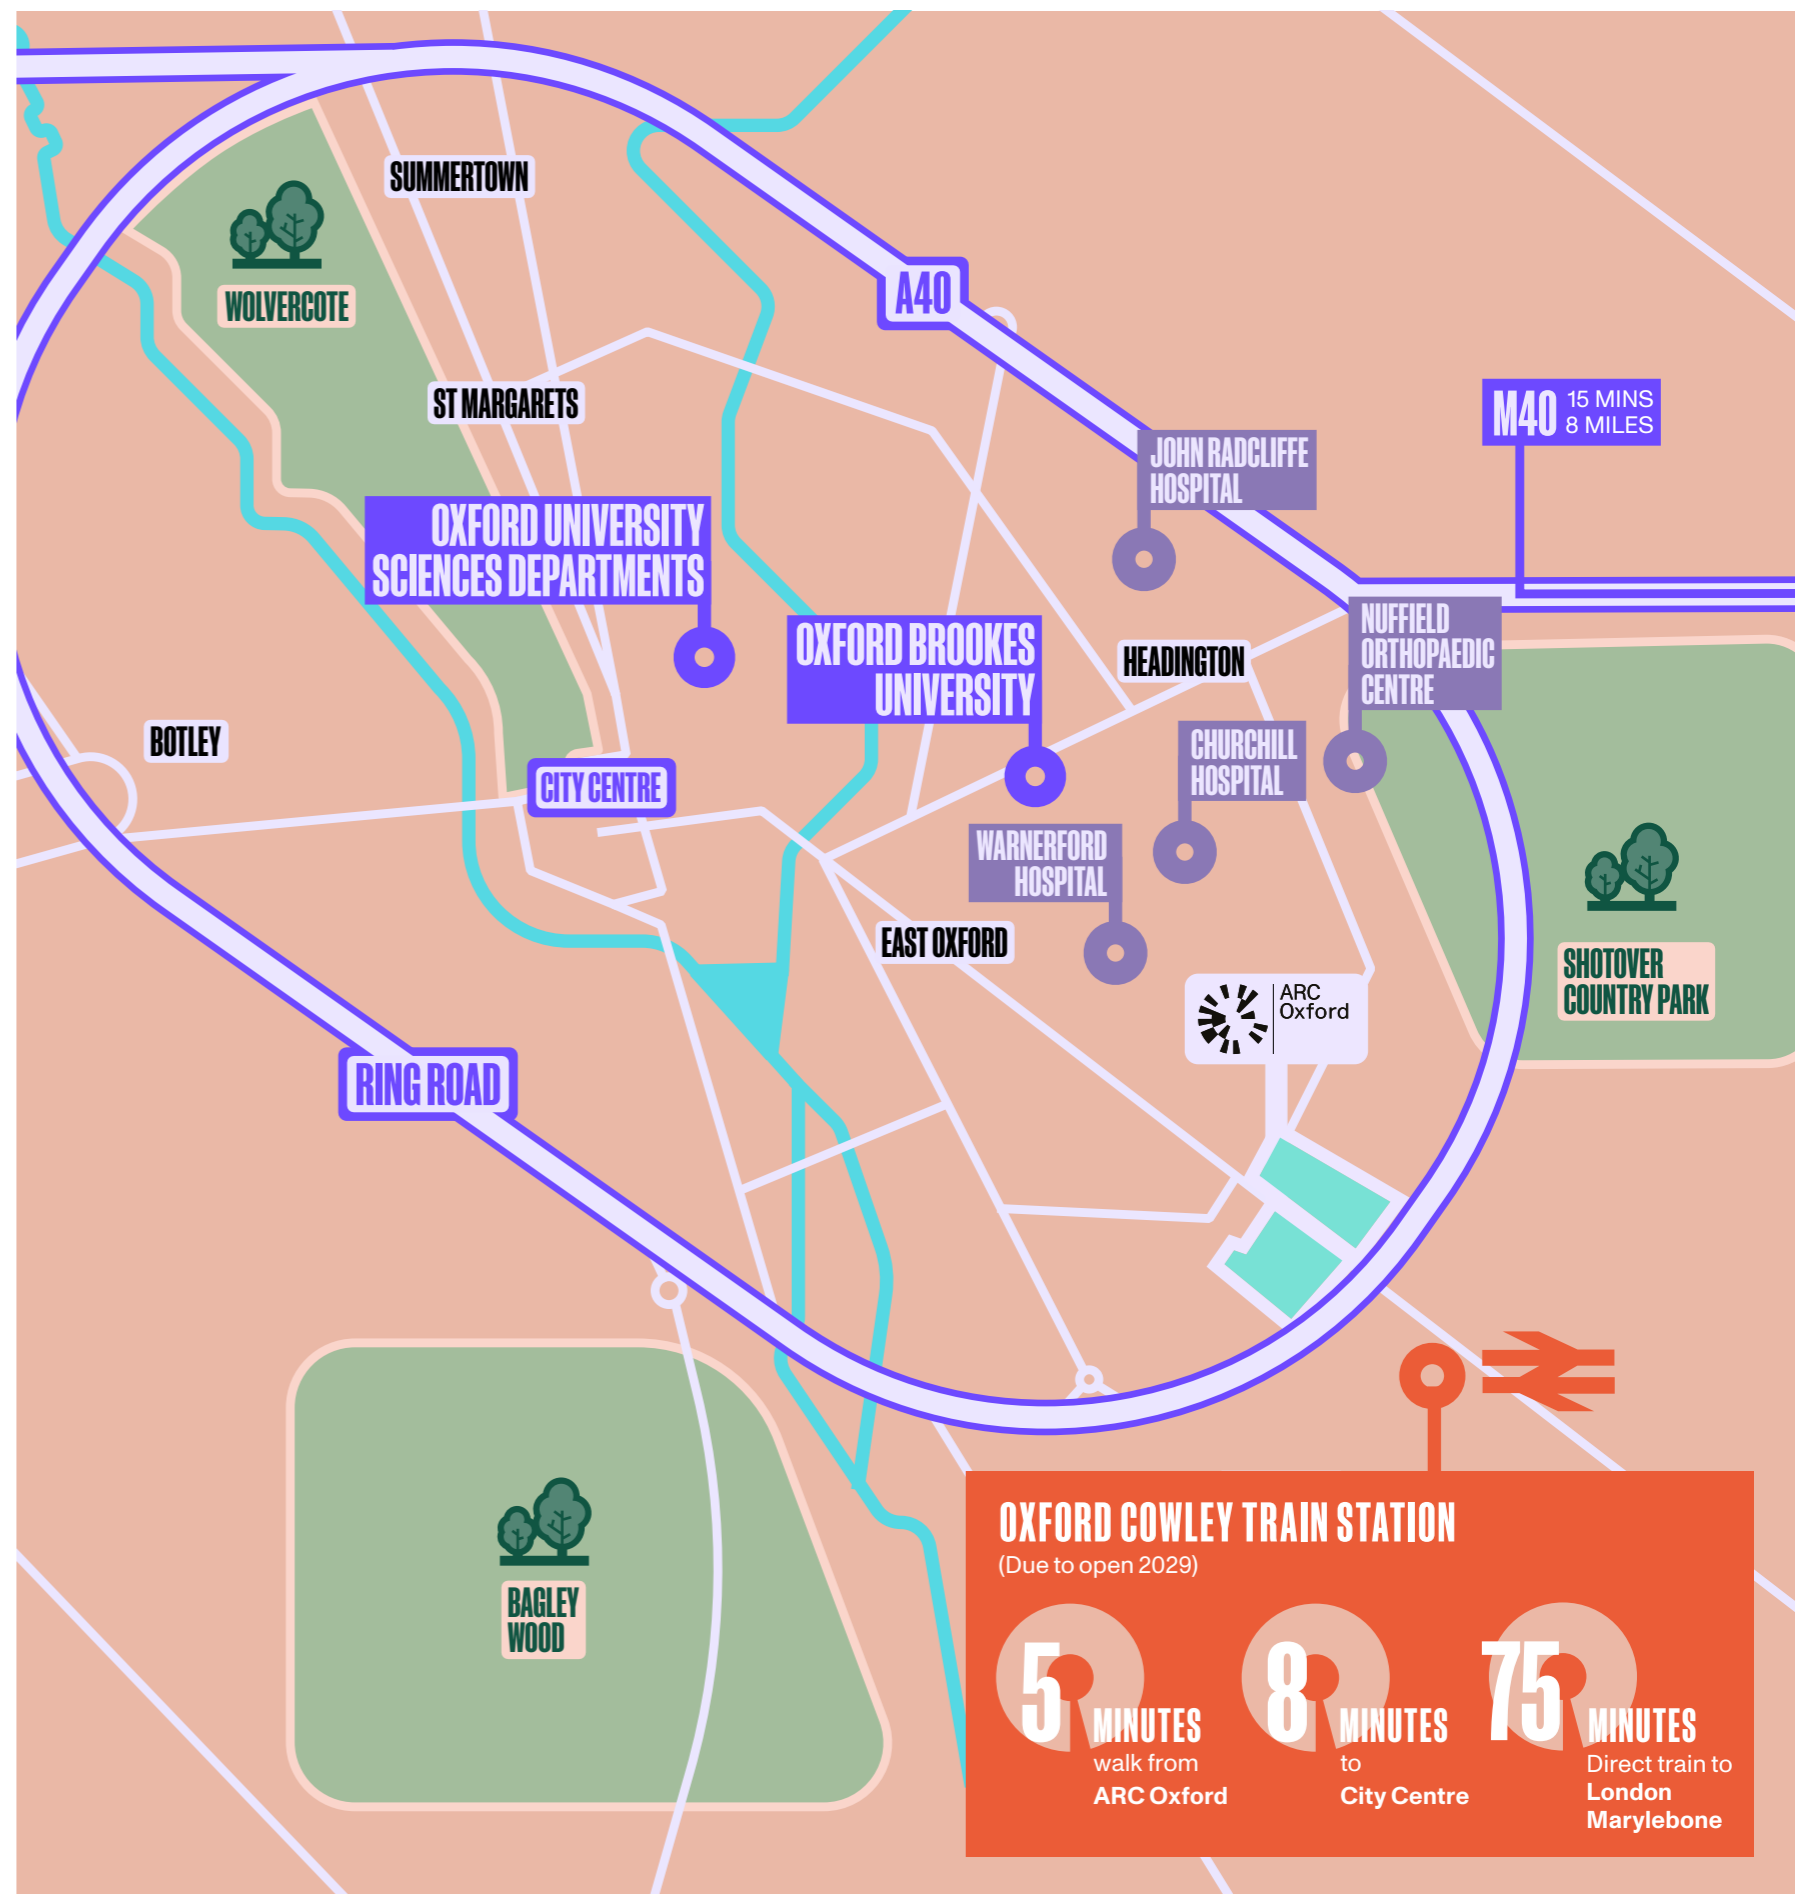 SUMMERTOWN
WOLVERCOTE
A40
ST MARGARETS
M40
15 MINS
8 MILES
JOHN RADCLIFFE
HOSPITAL
OXFORD UNIVERSITY
SCIENCES DEPARTMENTS
OXFORD BROOKES
UNIVERSITY
HEADINGTON
NUFFIELD
ORTHOPAEDIC
CENTRE
BOTLEY
CITY CENTRE
CHURCHILL
HOSPITAL
WARNERFORD
HOSPITAL
EAST OXFORD
SHOTOVER
COUNTRY PARK
ARC
Oxford
RING ROAD
BAGLEY
WOOD
OXFORD COWLEY TRAIN STATION
(Due to open 2029)
5 MINUTES
walk from
ARC Oxford
8 MINUTES
to
City Centre
75 MINUTES
Direct train to
London
Marylebone